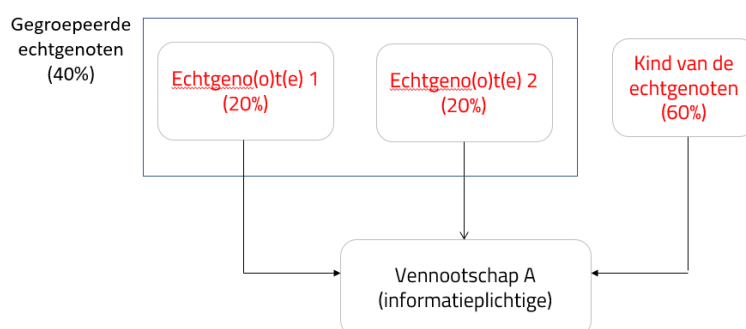 Gegroepeerde
echtgenoten
(40%)
Echtgeno(o)t(e) 1
(20%)
Echtgeno(o)t(e) 2
(20%)
Kind van de
echtgenoten
(60%)
Vennootschap A
(informatieplichtige)